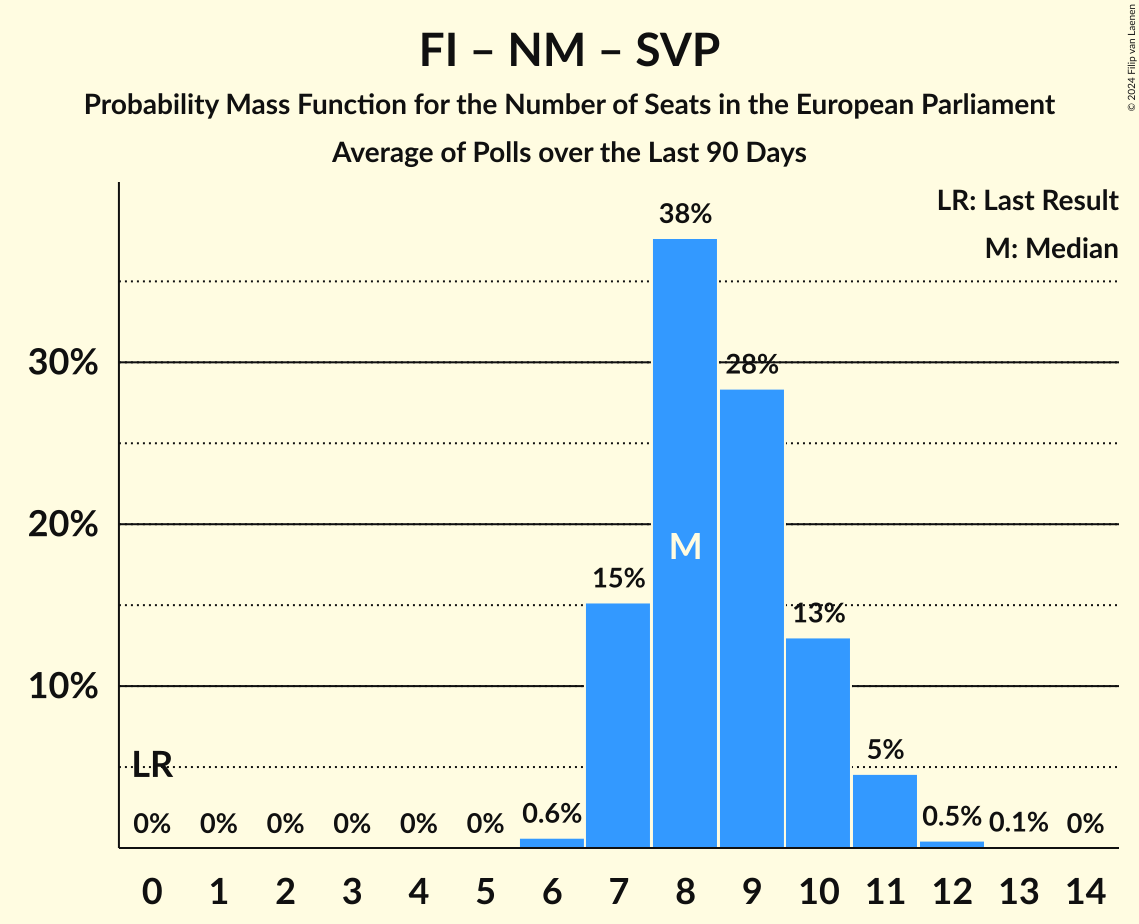 FI – NM – SVP
Probability Mass Function for the Number of Seats in the European Parliament
Average of Polls over the Last 90 Days
© 2024 Filip van Laenen
LR: Last Result
M: Median
38%
30%
28%
20%
M
15%
13%
10%
LR
5%
0% 0% 0% 0% 0% 0% 0.6% 0.5% 0.1% 0%
0 1 2 3 4 5 6 7 8 9 10 11 12 13 14